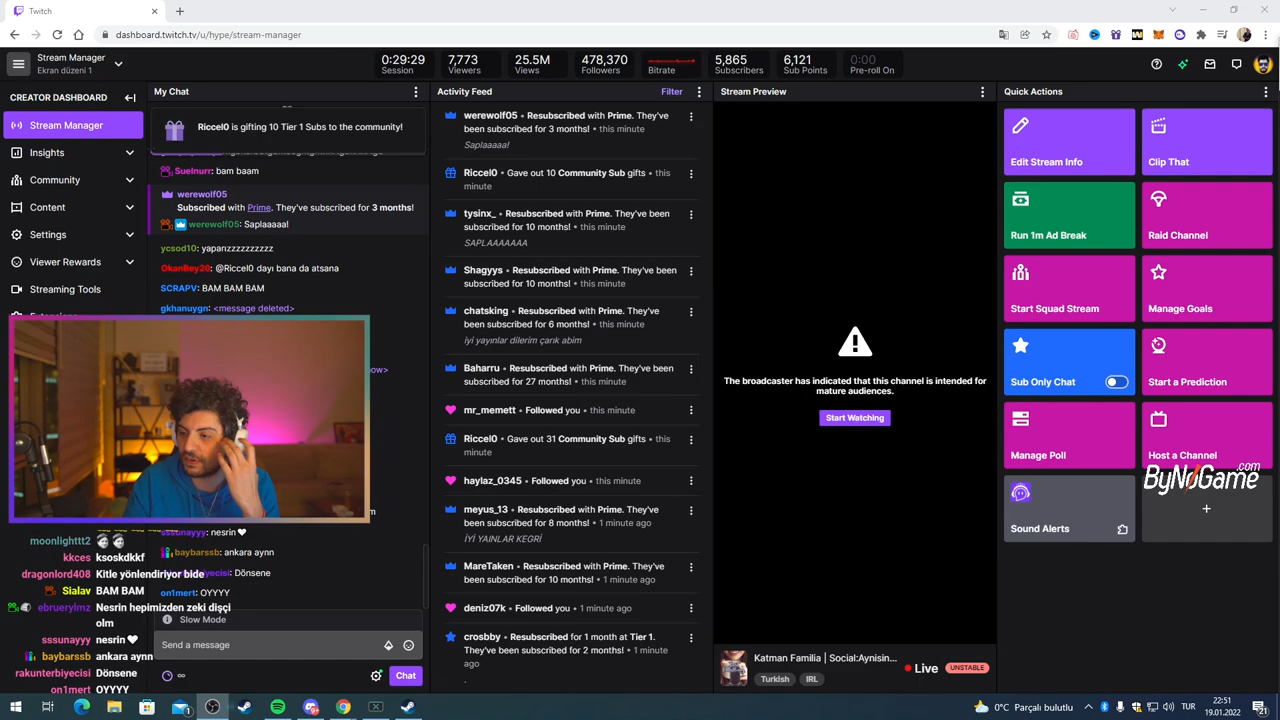 Twitch
dashboard.twitch.tv/u/hype/stream-manager
Stream Manager
Ekran düzeni 1
0:29:29
Session
7,773
Viewers
25.5M
Views
478,370
Followers
Bitrate
5,865
Subscribers
6,121
Sub Points
0:00
Pre-roll On
CREATOR DASHBOARD
Stream Manager
Insights
Community
Content
Settings
Viewer Rewards
Streaming Tools
My Chat
Riccel0 is gifting 10 Tier 1 Subs to the community!
Suelnurr: bam baam
werewolf05
Subscribed with Prime. They've subscribed for 3 months!
werewolf05: Saplaaaaa!
ycsod10: yapanzzzzzzzzzz
OkanBey20: @Riccel0 dayı bana da atsana
SCRAPV: BAM BAM BAM
gkhanuygn: <message deleted>
sssunayyy: nesrin ❤
baybarssb: ankara aynn
Dönsene
on1mert: OYYYY
Slow Mode
Send a message
Chat
moonlighttt2
kkces ksoskdkkf
dragonlord408 Kitle yönlendiriyor bide
Sialav BAM BAM
ebruerylmz Nesrin hepimizden zeki dişçi
olm
sssunayyy nesrin ❤
baybarssb ankara aynn
rakunterbiyecisi Dönsene
on1mert OYYYY
Activity Feed
Filter
werewolf05 • Resubscribed with Prime. They've
been subscribed for 3 months! • this minute
Saplaaaaa!
Riccel0 • Gave out 10 Community Sub gifts • this
minute
tysinx_ • Resubscribed with Prime. They've been
subscribed for 10 months! • this minute
SAPLAAAAAAA
Shagyys • Resubscribed with Prime. They've been
subscribed for 10 months! • this minute
chatsking • Resubscribed with Prime. They've
been subscribed for 6 months! • this minute
iyi yayınlar dilerim çarık abim
Baharru • Resubscribed with Prime. They've been
subscribed for 27 months! • this minute
mr_memett • Followed you • this minute
Riccel0 • Gave out 31 Community Sub gifts • this
minute
haylaz_0345 • Followed you • this minute
meyus_13 • Resubscribed with Prime. They've
been subscribed for 8 months! • 1 minute ago
İYİ YAINLAR KEGRİ
MareTaken • Resubscribed with Prime. They've
been subscribed for 10 months! • 1 minute ago
deniz07k • Followed you • 1 minute ago
crosbby • Resubscribed for 1 month at Tier 1.
They've been subscribed for 2 months! • 1 minute
ago
Stream Preview
The broadcaster has indicated that this channel is intended for
mature audiences.
Start Watching
Katman Familia | Social:Aynisin...
Live
UNSTABLE
Turkish
IRL
Quick Actions
Edit Stream Info
Clip That
Run 1m Ad Break
Raid Channel
Start Squad Stream
Manage Goals
Sub Only Chat
Start a Prediction
Manage Poll
Host a Channel
ByNoGame.com
Sound Alerts
0°C Parçalı bulutlu
TUR
22:51
19.01.2022
21